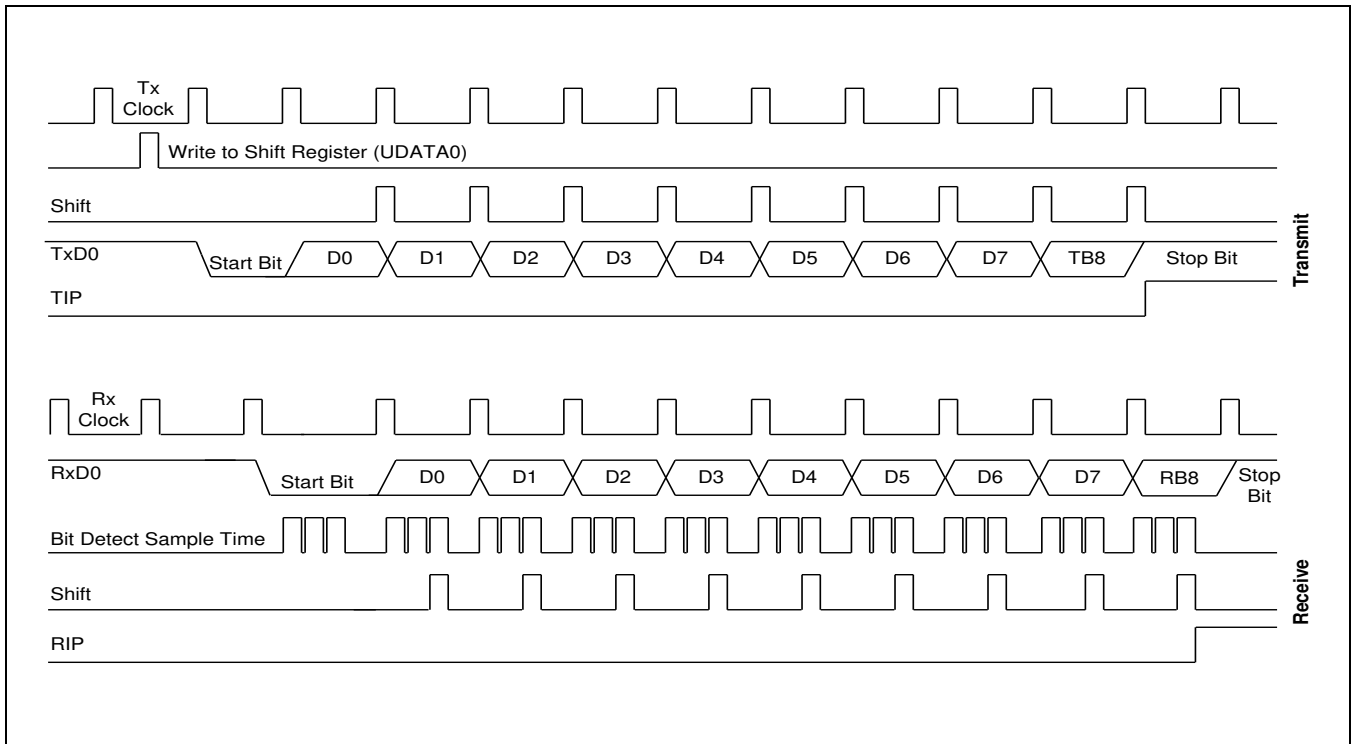 Tx
Clock
Write to Shift Register (UDATA0)
Shift
TxD0
Start Bit
D0
D1
D2
D3
D4
D5
D6
D7
TB8
Stop Bit
TIP
Transmit
Rx
Clock
RxD0
Start Bit
D0
D1
D2
D3
D4
D5
D6
D7
RB8
Stop
Bit
Bit Detect Sample Time
Shift
RIP
Receive